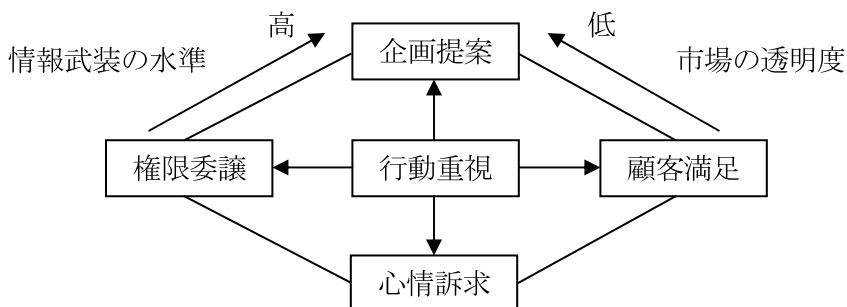 高
低
企画提案
情報武装の水準
市場の透明度
権限委譲
行動重視
顧客満足
心情訴求